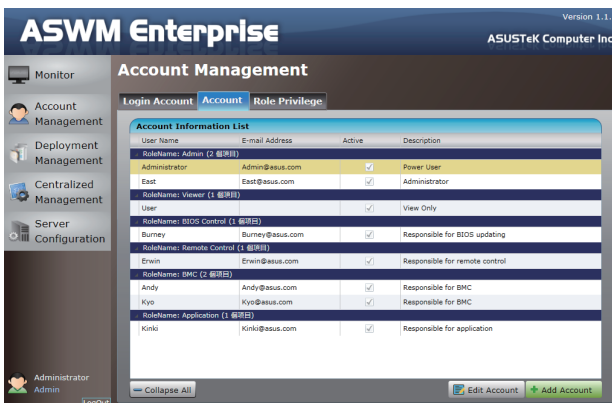 Version 1.1.
ASWM Enterprise
ASUSTeK Computer Inc
Monitor
Account
Management
Deployment
Management
Centralized
Management
Server
Configuration
Administrator
Admin
LogOut
Account Management
Login Account Account Role Privilege
Account Information List
User Name E-mail Address Active Description
RoleName: Admin (2 個項目)
Administrator Admin@asus.com Power User
East East@asus.com Administrator
RoleName: Viewer (1 個項目)
User View Only
RoleName: BIOS Control (1 個項目)
Burney Burney@asus.com Responsible for BIOS updating
RoleName: Remote Control (1 個項目)
Erwin Erwin@asus.com Responsible for remote control
RoleName: BMC (2 個項目)
Andy Andy@asus.com Responsible for BMC
Kyo Kyo@asus.com Responsible for BMC
RoleName: Application (1 個項目)
Kinki Kinki@asus.com Responsible for application
Collapse All Edit Account Add Account